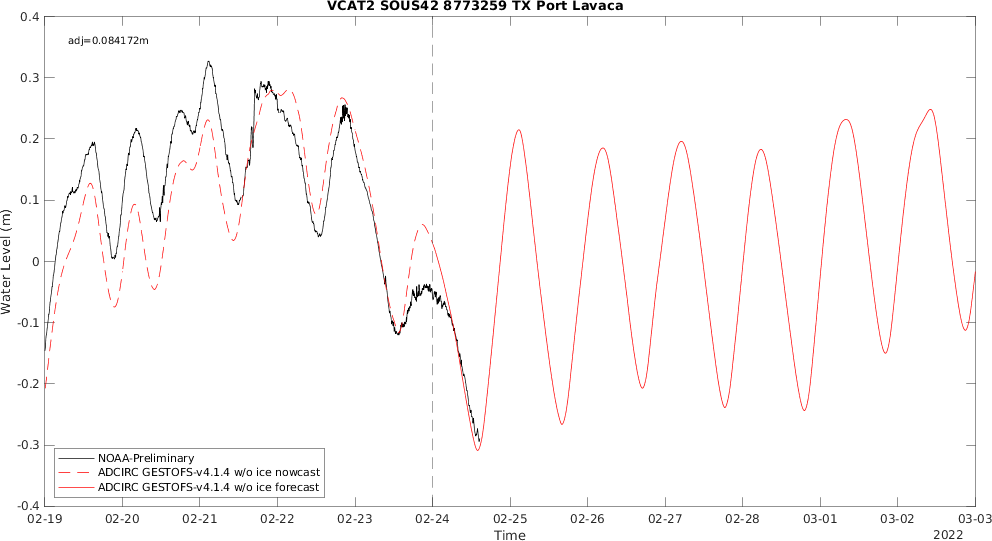 VCAT2 SOUS42 8773259 TX Port Lavaca
adj=0.084172m
0.4
0.3
0.2
0.1
0
-0.1
-0.2
-0.3
-0.4
Water Level (m)
NOAA-Preliminary
ADCIRC GESTOFS-v4.1.4 w/o ice nowcast
ADCIRC GESTOFS-v4.1.4 w/o ice forecast
02-19 02-20 02-21 02-22 02-23 02-24 02-25 02-26 02-27 02-28 03-01 03-02 03-03
Time
2022